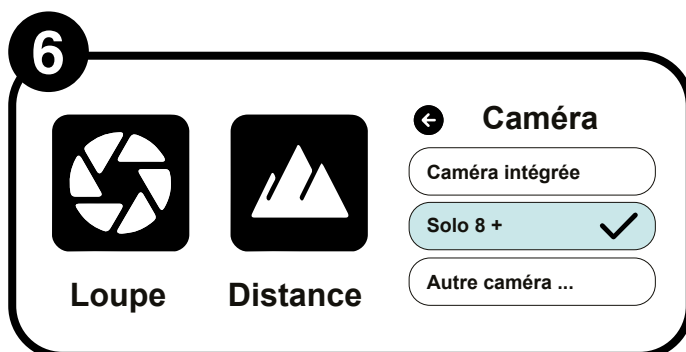 6
Loupe
Distance
Caméra
Caméra intégrée
Solo 8 +
Autre caméra ...